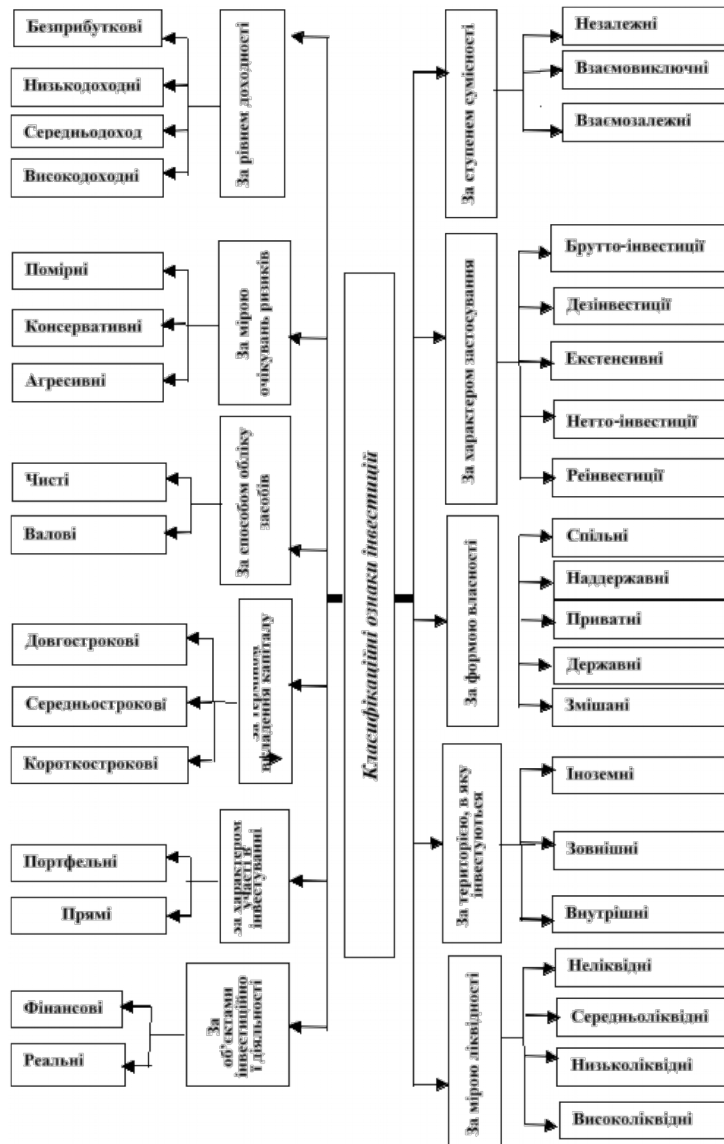 Класифікаційні ознаки інвестицій
За рівнем доходності
Безприбуткові
Низькодоходні
Середньодоход
Високодоходні
За мірою
очікувань ризиків
Помірні
Консервативні
Агресивні
За способом обліку
засобів
Чисті
Валові
за терміном
вкладення капіталу
Довгострокові
Середньострокові
Короткострокові
за характером
участі в
інвестуванні
Портфельні
Прямі
За
об’єктами
інвестиційно
ї діяльності
Фінансові
Реальні
За ступенем сумісності
Незалежні
Взаємовиключні
Взаємозалежні
За характером застосування
Брутто-інвестиції
Дезінвестиції
Екстенсивні
Нетто-інвестиції
Реінвестиції
За формою власності
Спільні
Наддержавні
Приватні
Державні
Змішані
За територією, в яку
інвестуються
Іноземні
Зовнішні
Внутрішні
За мірою ліквідності
Неліквідні
Середньоліквідні
Низьколіквідні
Високоліквідні